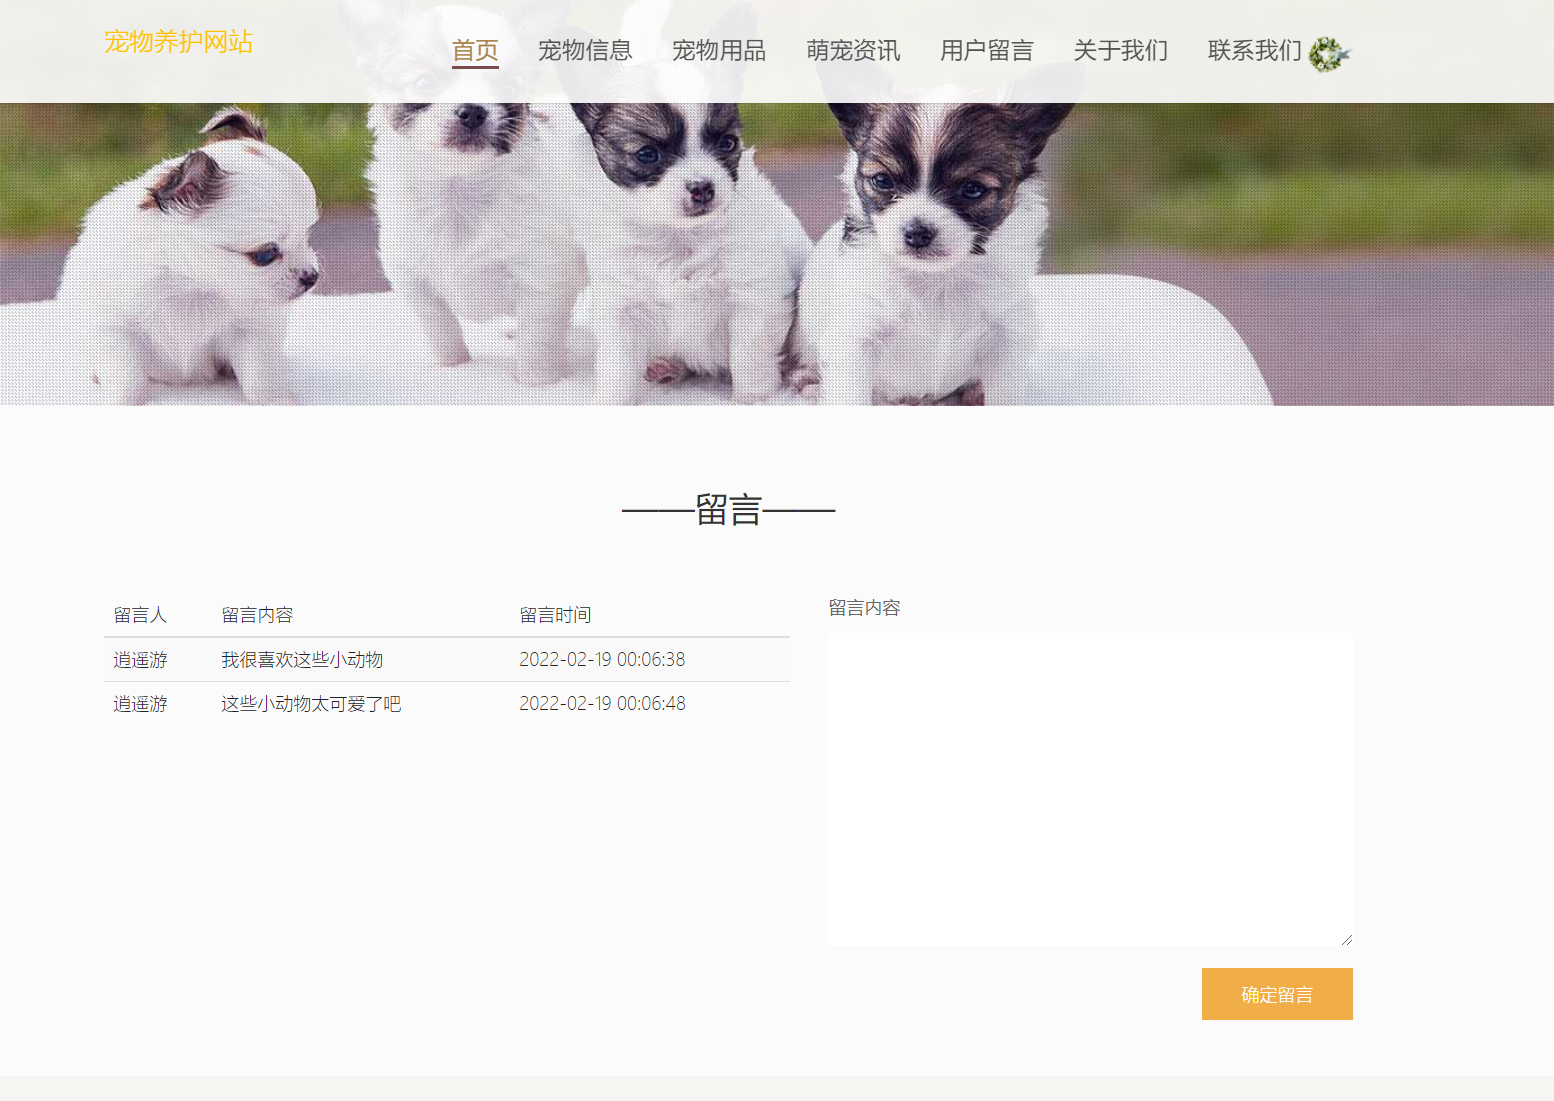 宠物养护网站
首页 宠物信息 宠物用品 萌宠资讯 用户留言 关于我们 联系我们
——留言——
留言人 留言内容 留言时间
逍遥游 我很喜欢这些小动物 2022-02-19 00:06:38
逍遥游 这些小动物太可爱了吧 2022-02-19 00:06:48
留言内容
确定留言